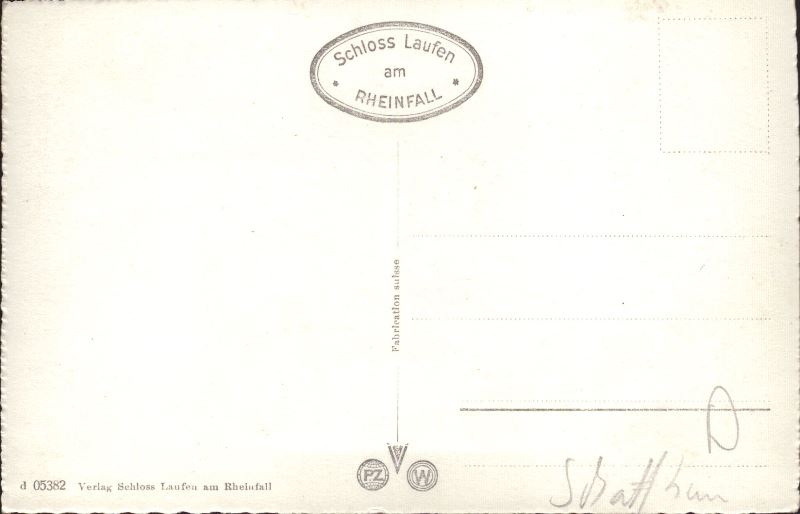 Schloss Laufen
am
* RHEINFALL *
Fabrication suisse
PZ W
D
d 05382 Verlag Schloss Laufen am Rheinfall